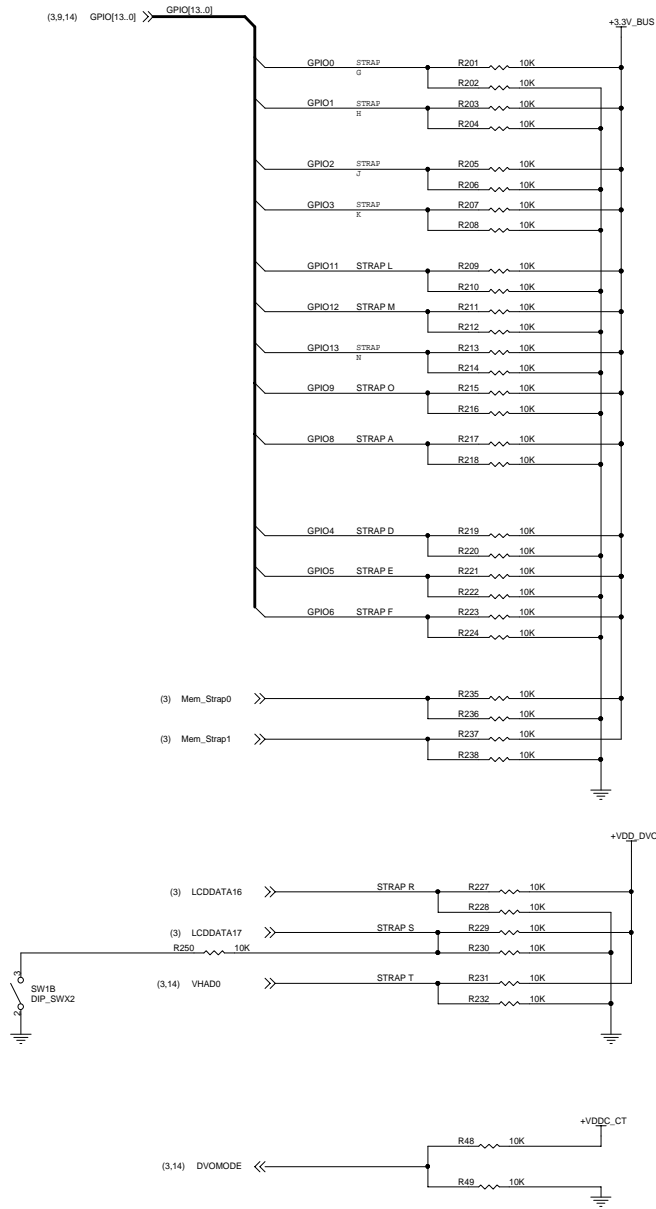 GPIO[13..0]
(3,9,14) GPIO[13..0]
+3.3V_BUS
GPIO0 STRAP G R201 10K
R202 10K
GPIO1 STRAP H R203 10K
R204 10K
GPIO2 STRAP J R205 10K
R206 10K
GPIO3 STRAP K R207 10K
R208 10K
GPIO11 STRAP L R209 10K
R210 10K
GPIO12 STRAP M R211 10K
R212 10K
GPIO13 STRAP N R213 10K
R214 10K
GPIO9 STRAP O R215 10K
R216 10K
GPIO8 STRAP A R217 10K
R218 10K
GPIO4 STRAP D R219 10K
R220 10K
GPIO5 STRAP E R221 10K
R222 10K
GPIO6 STRAP F R223 10K
R224 10K
(3) Mem_Strap0 R235 10K
R236 10K
(3) Mem_Strap1 R237 10K
R238 10K
+VDD_DVO
(3) LCDDATA16 STRAP R R227 10K
R228 10K
(3) LCDDATA17 STRAP S R229 10K
R250 10K R230 10K
3
SW1B
DIP_SWX2
2
(3,14) VHAD0 STRAP T R231 10K
R232 10K
+VDDC_CT
R48 10K
(3,14) DVOMODE
R49 10K